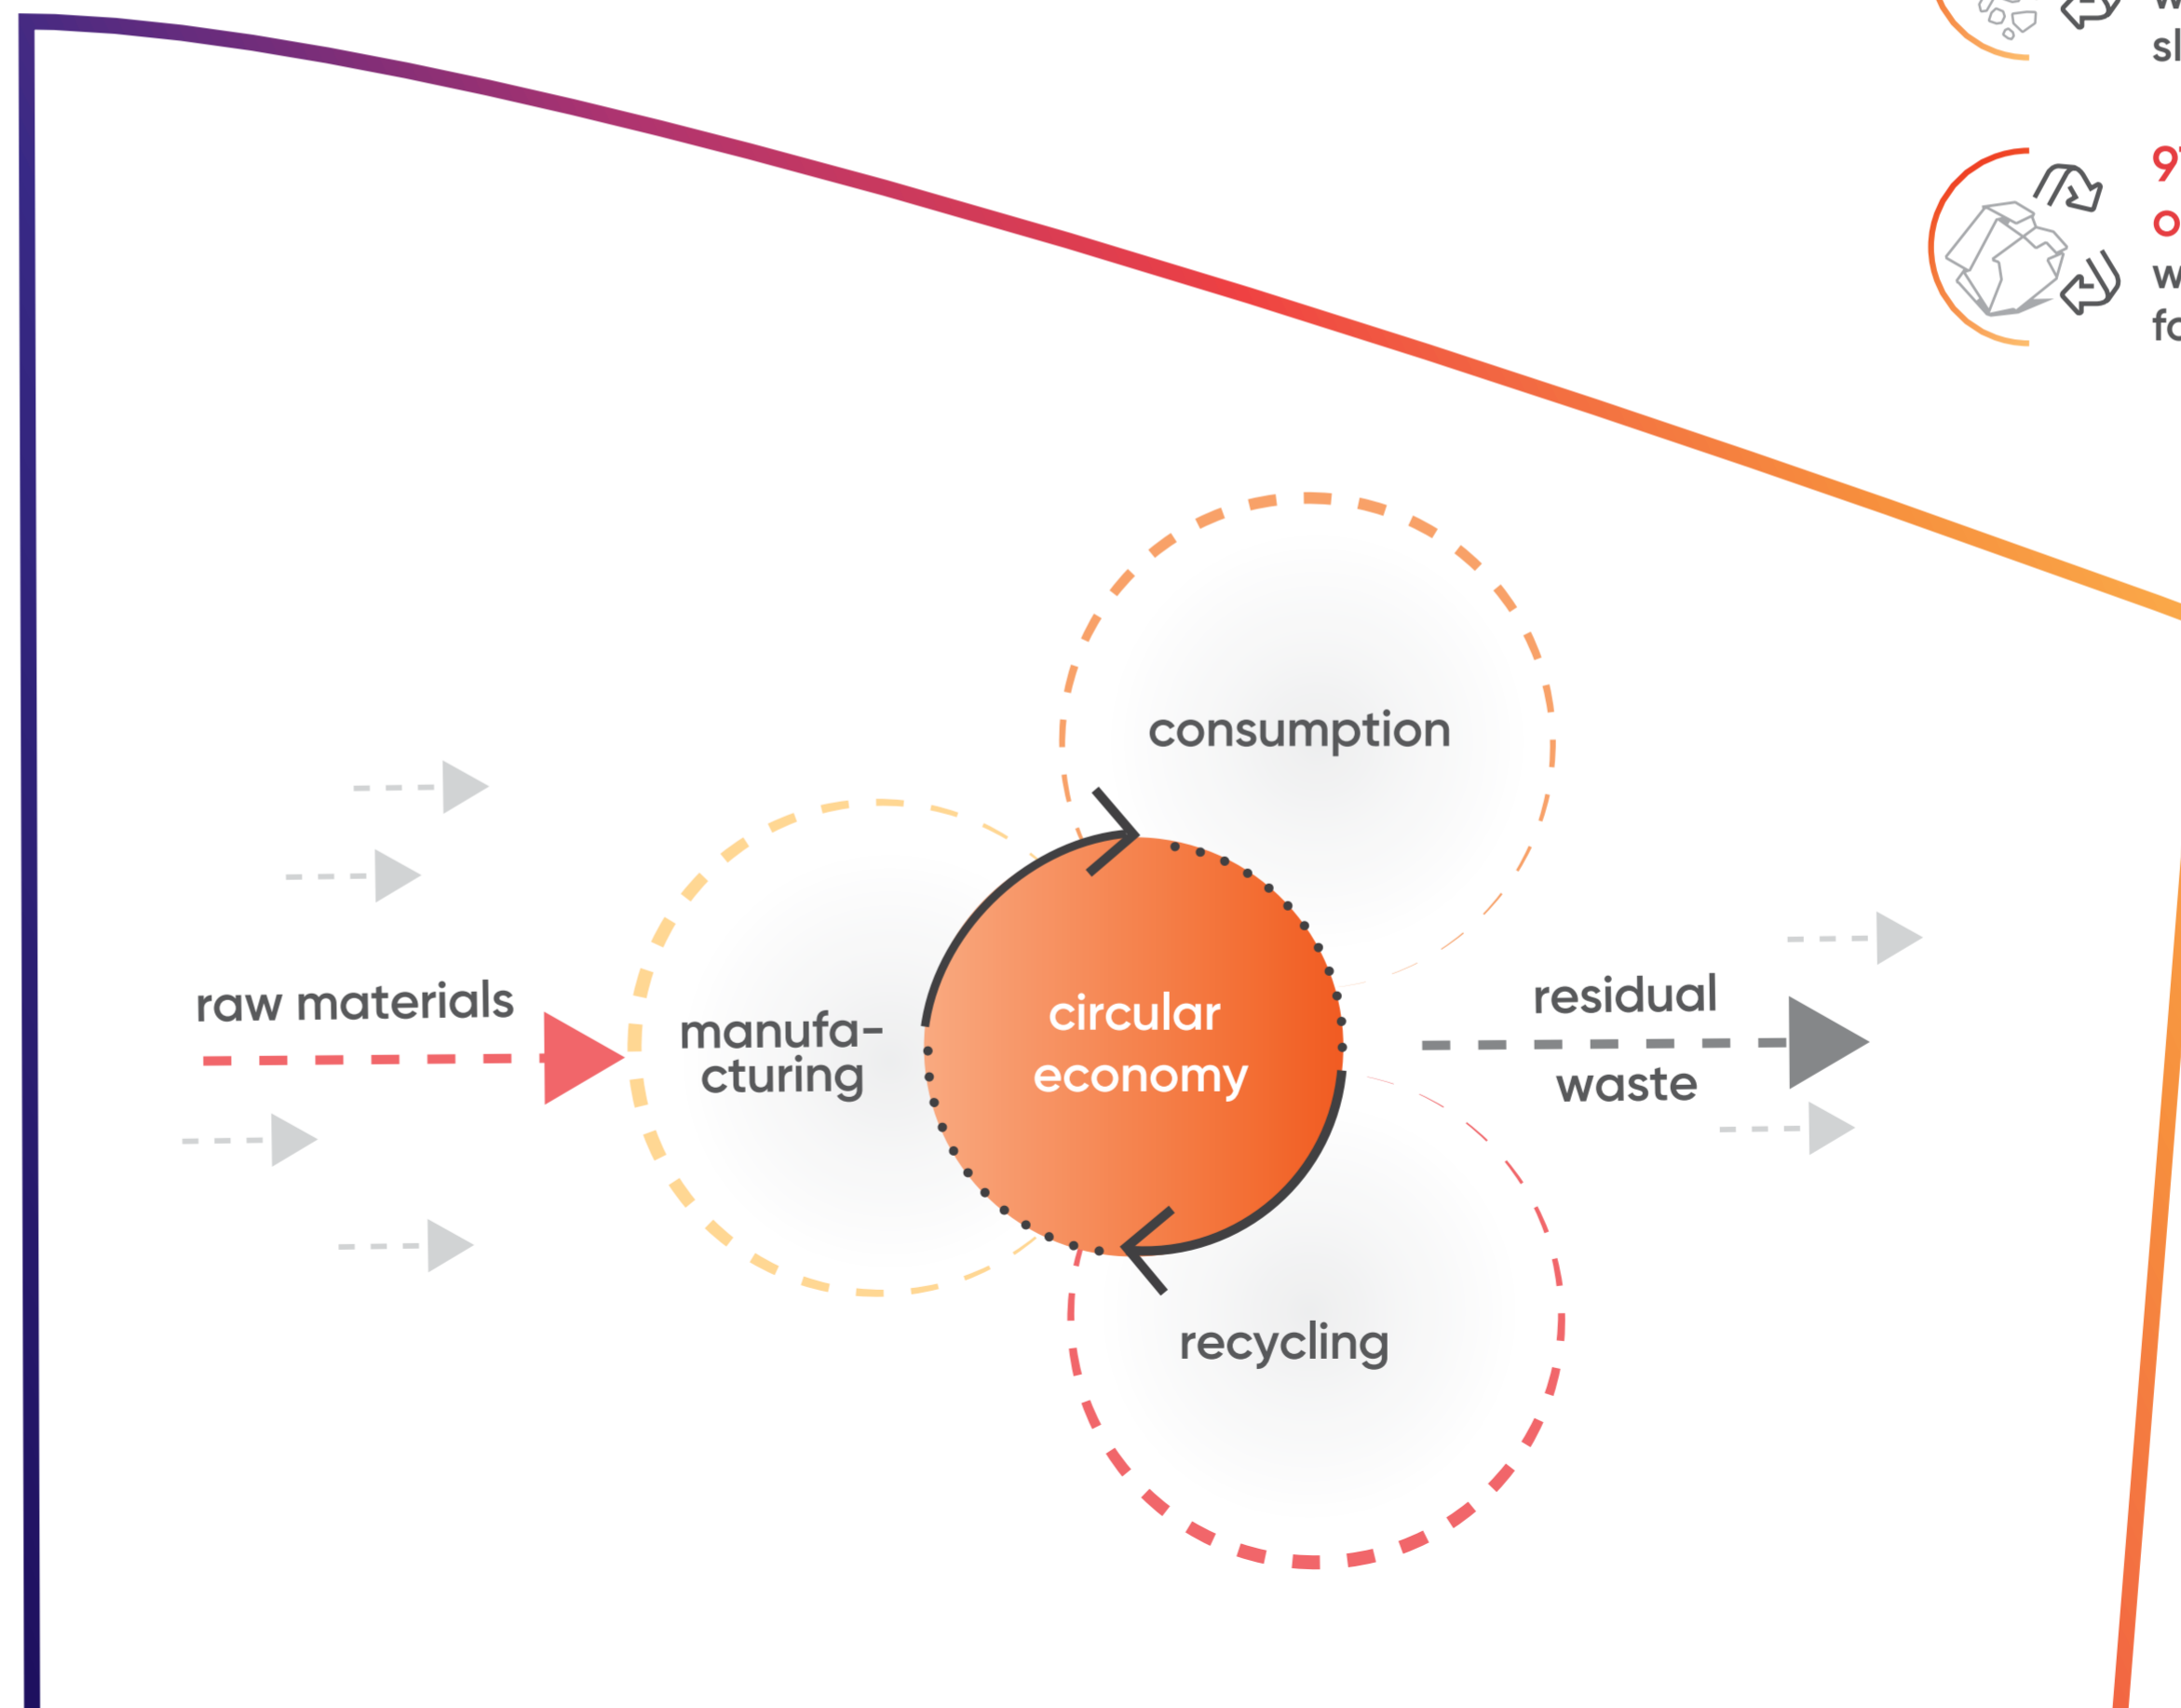 consumption
raw materials
manufa-
cturing
circular
economy
residual
waste
recycling